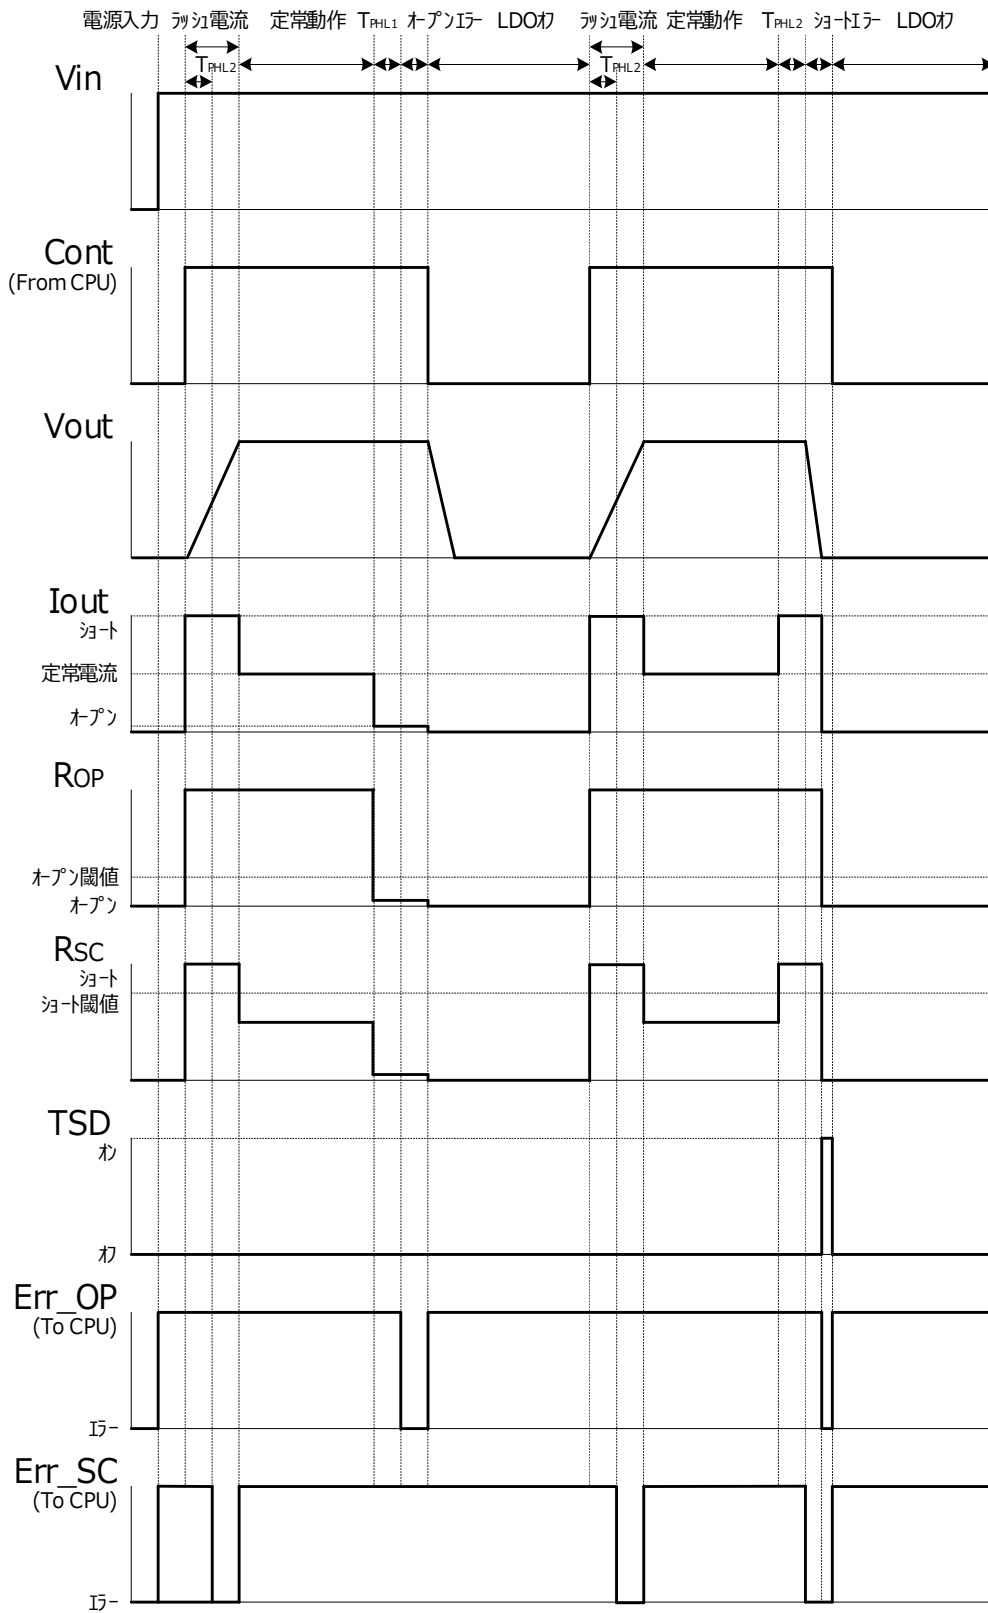 電源入力 ラッシュ電流 定常動作 TPHL1 オープンエラー LDOオフ ラッシュ電流 定常動作 TPHL2 ショートエラー LDOオフ
TPHL2 TPHL2
Vin
Cont
(From CPU)
Vout
Iout
ショート
定常電流
オープン
ROP
オープン閾値
オープン
RSC
ショート
ショート閾値
TSD
オン
オフ
Err_OP
(To CPU)
エラー
Err_SC
(To CPU)
エラー